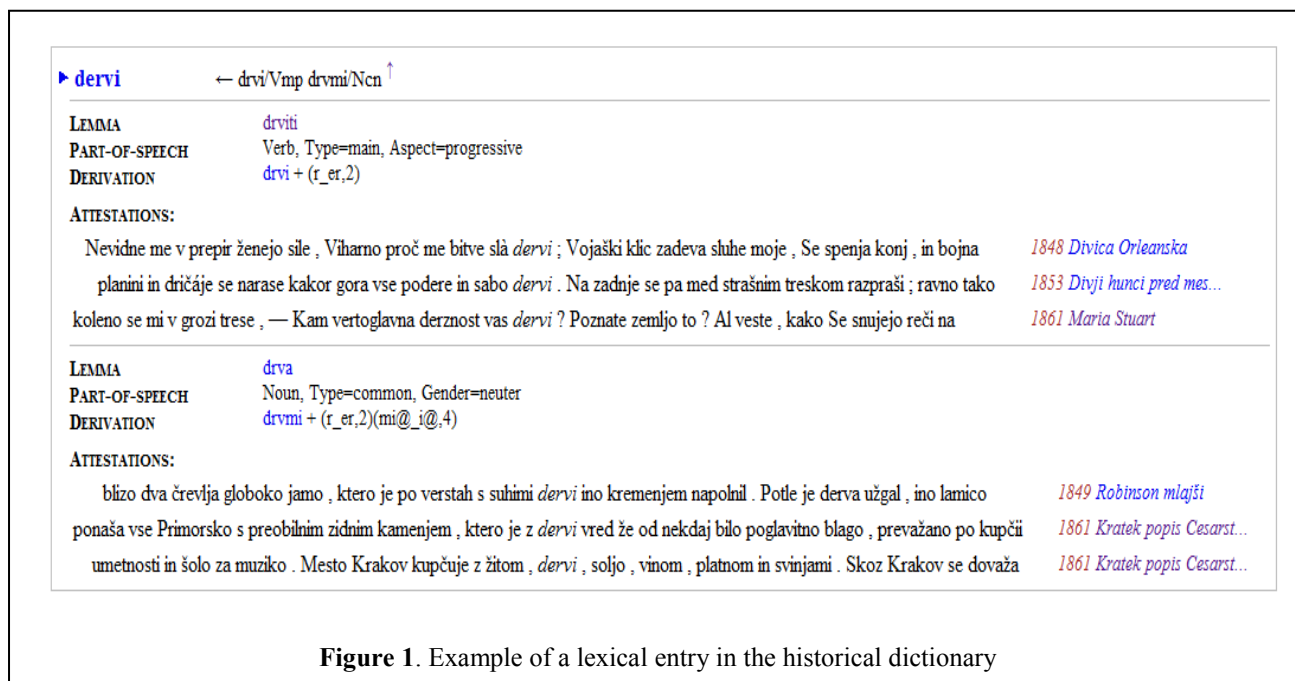 dervi ← drvi/Vmp drvmi/Ncn ↑
LEMMA drviti
PART-OF-SPEECH Verb, Type=main, Aspect=progressive
DERIVATION drvi + (r_er,2)
ATTESTATIONS:
Nevidne me v prepir ženejo sile , Viharno proč me bitve slà dervi ; Vojaški klic zadeva sluhe moje , Se spenja konj , in bojna 1848 Divica Orleanska
planini in dričáje se narase kakor gora vse podere in sabo dervi . Na zadnje se pa med strašnim treskom razpraši ; ravno tako 1853 Divji hunci pred mes...
koleno se mi v grozi trese , — Kam vertoglavna derznost vas dervi ? Poznate zemljo to ? Al veste , kako Se snujejo reči na 1861 Maria Stuart
LEMMA drva
PART-OF-SPEECH Noun, Type=common, Gender=neuter
DERIVATION drvmi + (r_er,2)(mi@_i@,4)
ATTESTATIONS:
blizo dva črevlja globoko jamo , ktero je po verstah s suhimi dervi ino kremenjem napolnil . Potle je derva užgal , ino lamico 1849 Robinson mlajši
ponaša vse Primorsko s preobilnim zidnim kamenjem , ktero je z dervi vred že od nekdaj bilo poglavitno blago , prevažano po kupčii 1861 Kratek popis Cesarst...
umetnosti in šolo za muziko . Mesto Krakov kupčuje z žitom , dervi , soljo , vinom , platnom in svinjami . Skoz Krakov se dovaža 1861 Kratek popis Cesarst...
Figure 1. Example of a lexical entry in the historical dictionary